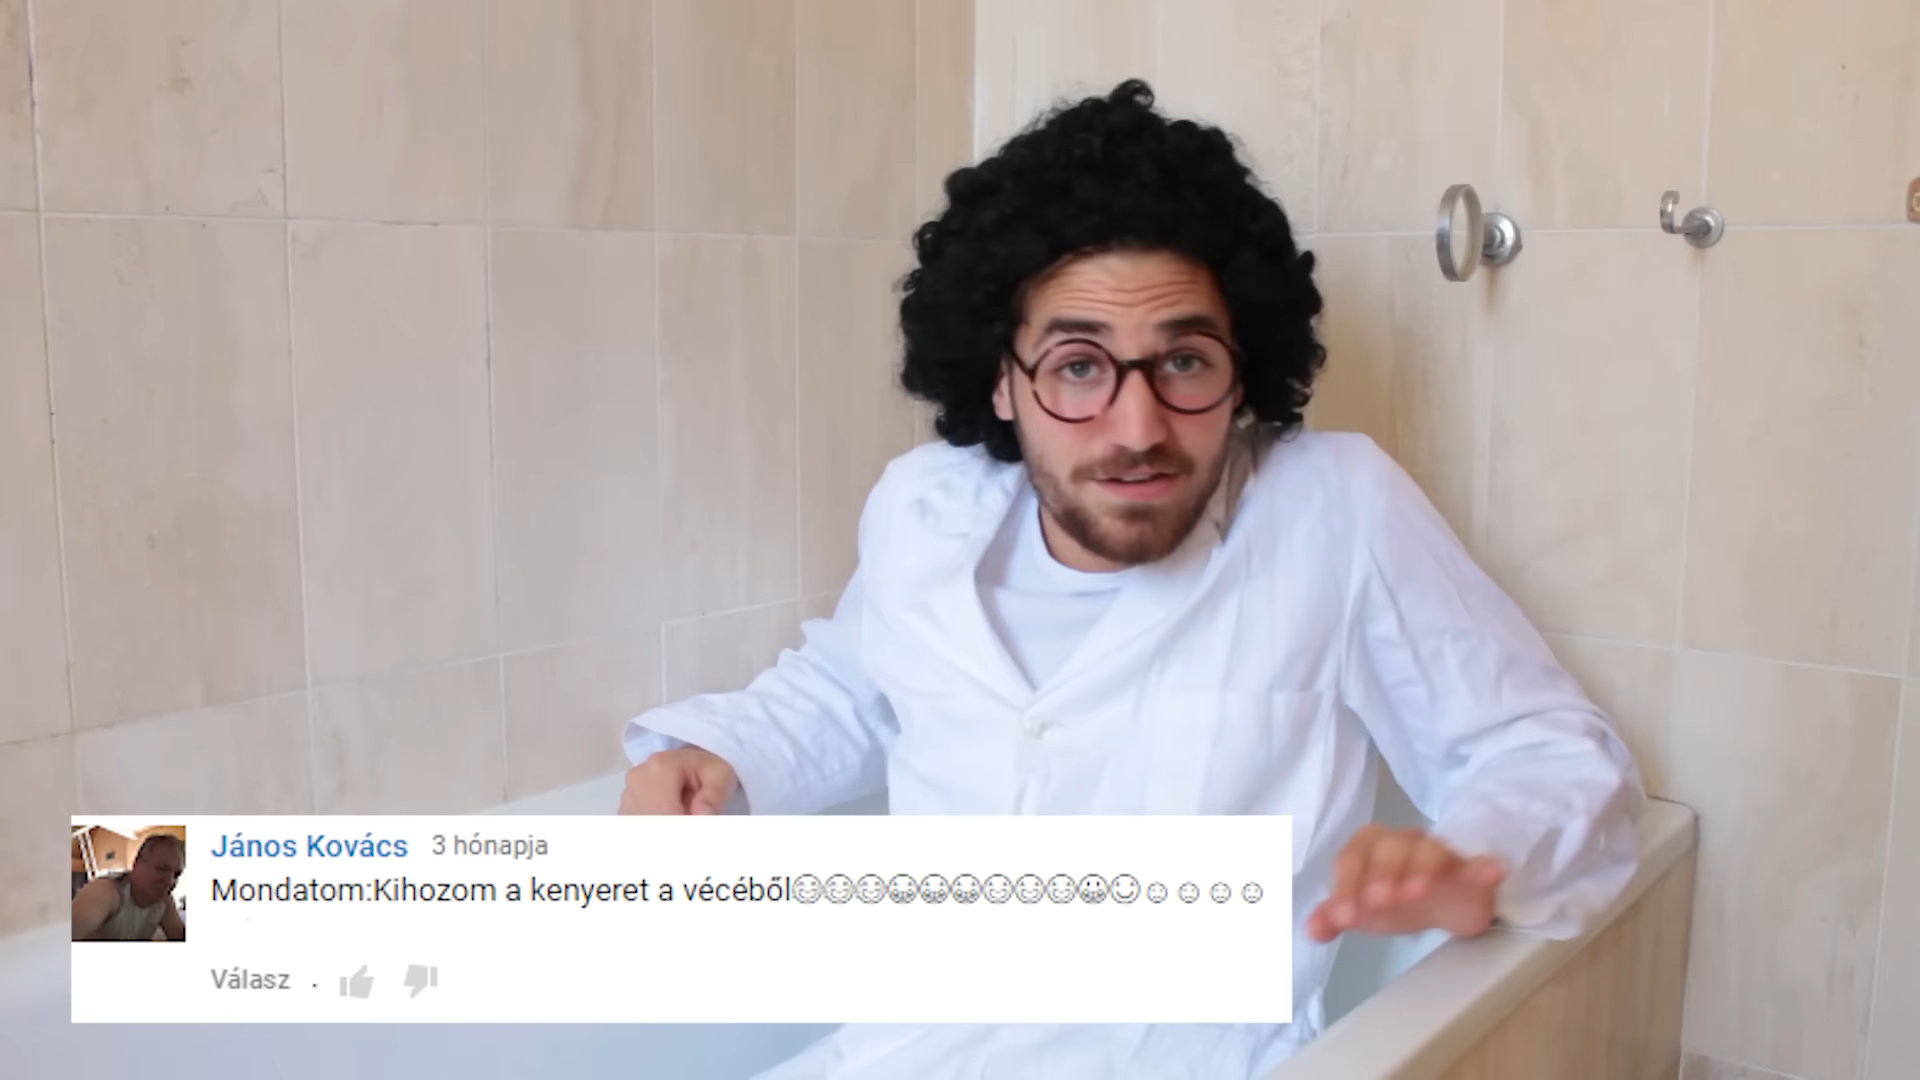 János Kovács 3 hónapja
Mondatom:Kihozom a kenyeret a vécéből😊😊😊😀😀😀😊😊😊😀☺☺☺☺☺
Válasz .